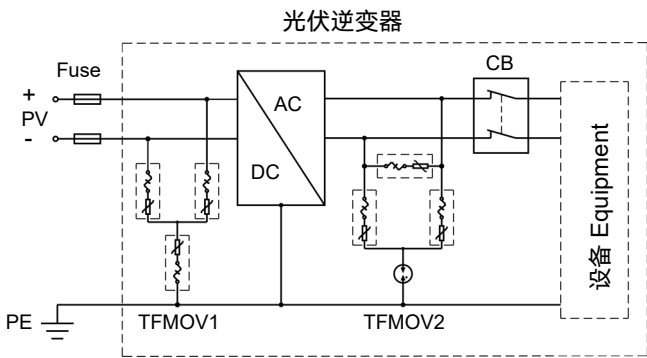 光伏逆变器
Fuse
CB
+
PV
-
AC
DC
设备 Equipment
PE
TFMOV1
TFMOV2